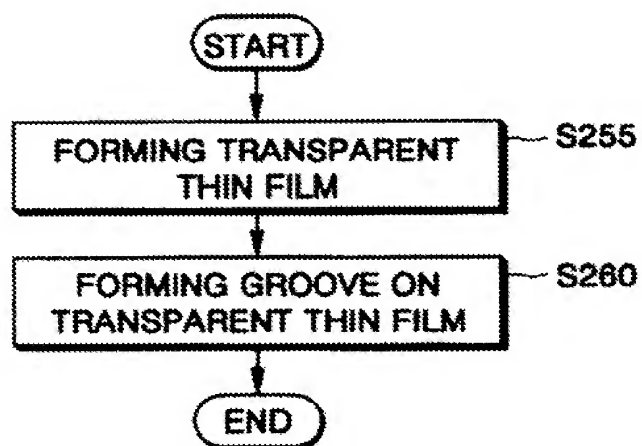 START
FORMING TRANSPARENT
THIN FILM
S255
FORMING GROOVE ON
TRANSPARENT THIN FILM
S260
END